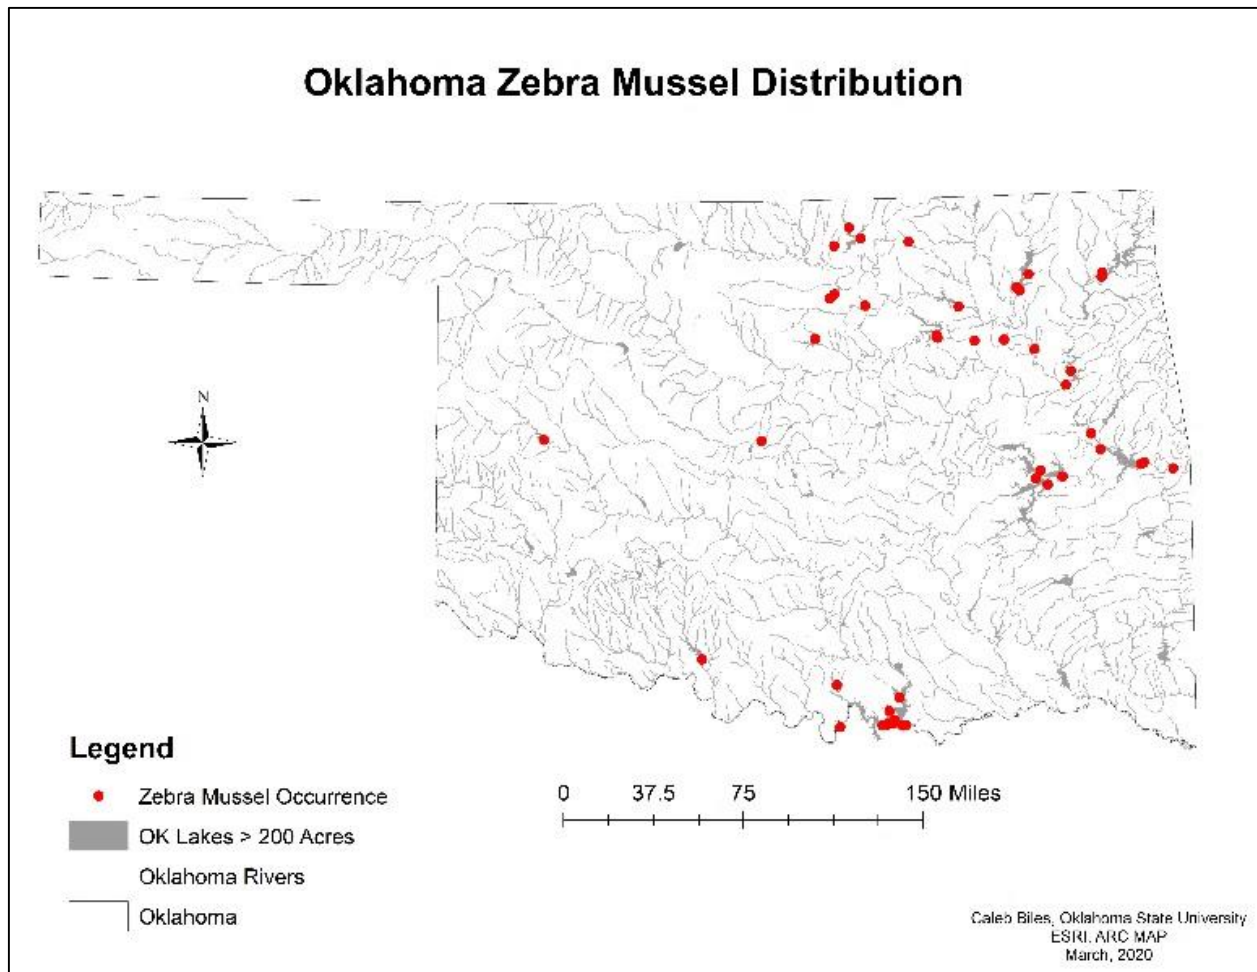 Oklahoma Zebra Mussel Distribution
N
Legend
Zebra Mussel Occurrence
OK Lakes > 200 Acres
Oklahoma Rivers
Oklahoma
0 37.5 75 150 Miles
Caleb Biles, Oklahoma State University
ESRI, ARC MAP
March, 2020